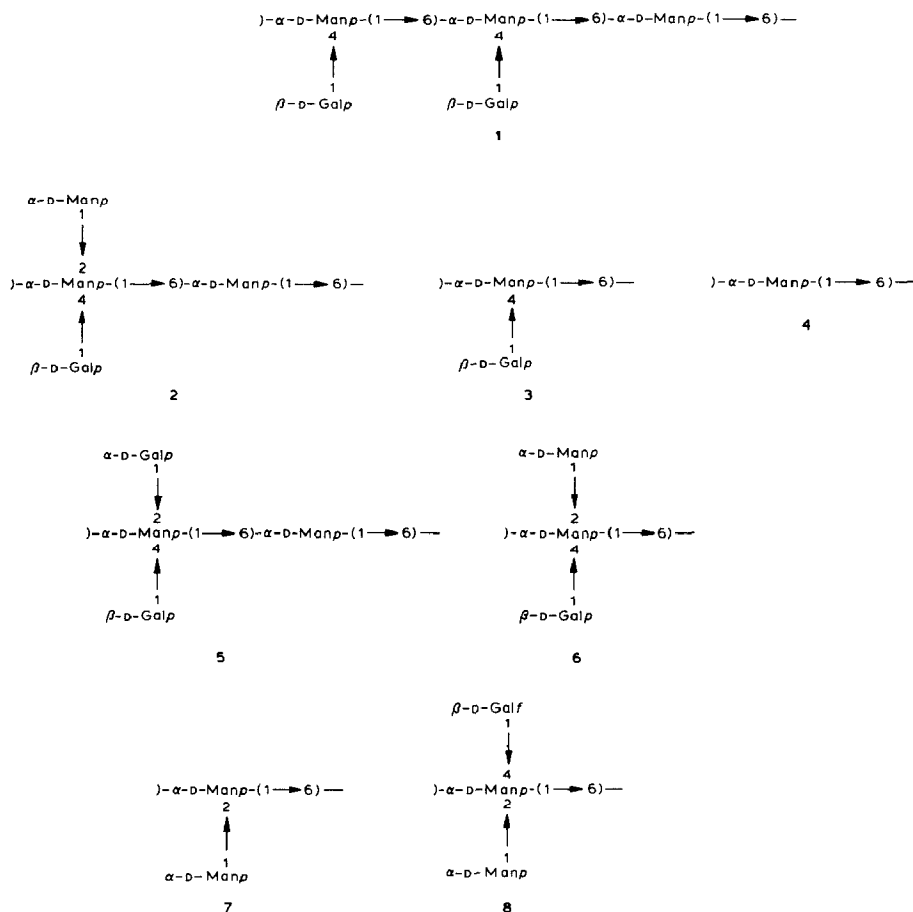 )-α-D-Manp-(1→6)-α-D-Manp-(1→6)-α-D-Manp-(1→6)—
4 4
1 1
β-D-Galp β-D-Galp
1
α-D-Manp
1
2
)-α-D-Manp-(1→6)-α-D-Manp-(1→6)— )-α-D-Manp-(1→6)— )-α-D-Manp-(1→6)—
4 4 4
1 1
β-D-Galp β-D-Galp
2 3
α-D-Galp α-D-Manp
1 1
2 2
)-α-D-Manp-(1→6)-α-D-Manp-(1→6)— )-α-D-Manp-(1→6)—
4 4
1 1
β-D-Galp β-D-Galp
5 6
β-D-Galf
1
4
)-α-D-Manp-(1→6)— )-α-D-Manp-(1→6)—
2 2
1 1
α-D-Manp α-D-Manp
7 8